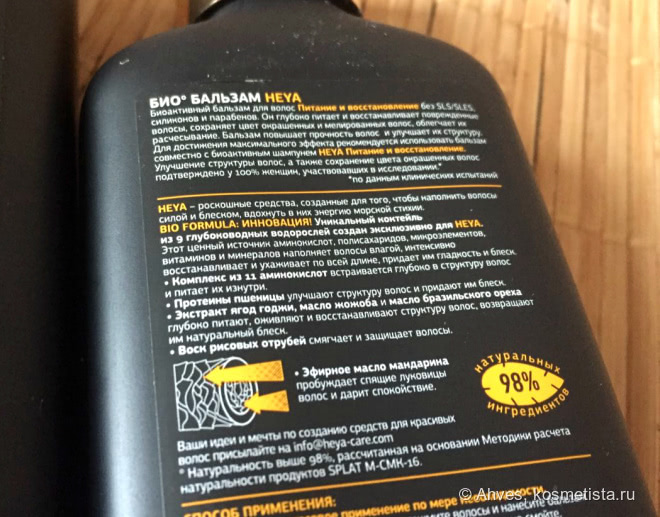 БИО° БАЛЬЗАМ HEYA
Биоактивный бальзам для волос Питание и восстановление без SLS/SLES,
силиконов и парабенов. Он глубоко питает и восстанавливает поврежденные
волосы, сохраняет цвет окрашенных и мелированных волос, облегчает их
расчесывание. Бальзам повышает прочность волос и улучшает их структуру.
Для достижения максимального эффекта рекомендуется использовать бальзам
совместно с биоактивным шампунем HEYA Питание и восстановление.
Улучшение структуры волос, а также сохранение цвета окрашенных волос
подтверждено у 100% женщин, участвовавших в исследовании.*
*по данным клинических испытаний
HEYA – роскошные средства, созданные для того, чтобы наполнить волосы
силой и блеском, вдохнуть в них энергию морской стихии.
BIO FORMULA: ИННОВАЦИЯ! Уникальный коктейль
из 9 глубоководных водорослей создан эксклюзивно для HEYA.
Этот ценный источник аминокислот, полисахаридов, микроэлементов,
витаминов и минералов наполняет волосы влагой, интенсивно
восстанавливает и ухаживает по всей длине, придает им гладкость и блеск.
• Комплекс из 11 аминокислот встраивается глубоко в структуру волос
и питает их изнутри.
• Протеины пшеницы улучшают структуру волос и придают им блеск.
• Экстракт ягод годжи, масло жожоба и масло бразильского ореха
глубоко питают, оживляют и восстанавливают структуру волос, возвращают
им натуральный блеск.
• Воск рисовых отрубей смягчает и защищает волосы.
• Эфирное масло мандарина
пробуждает спящие луковицы
волос и дарит спокойствие.
натуральных
98%
ингредиентов
Ваши идеи и мечты по созданию средств для красивых
волос присылайте на info@heya-care.com
° Натуральность выше 98%, рассчитанная на основании Методики расчета
натуральности продуктов SPLAT М-СМК-16.
СПОСОБ ПРИМЕНЕНИЯ:
применение по мере необходимости
волосы и нанесите
© Ahves, kosmetista.ru